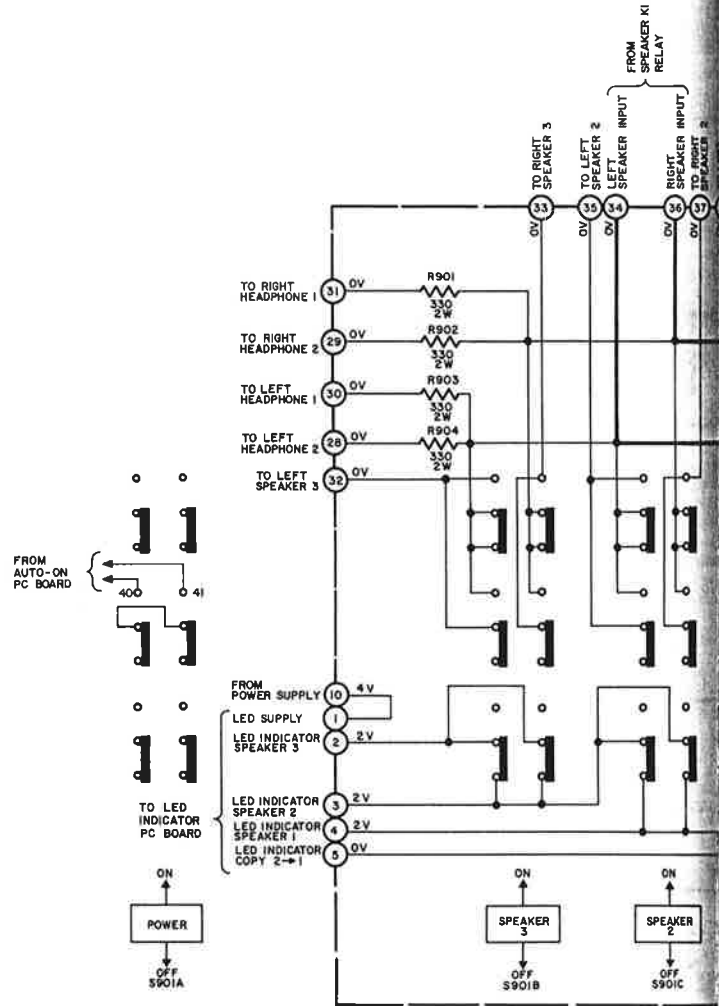 FROM
SPEAKER K1
RELAY
TO RIGHT
SPEAKER 3
TO LEFT
SPEAKER 2
LEFT
SPEAKER INPUT
RIGHT
SPEAKER INPUT
TO RIGHT
SPEAKER 2
33
35
34
36
37
0V
0V
0V
0V
0V
TO RIGHT
HEADPHONE 1
31
0V
R901
330
2W
TO RIGHT
HEADPHONE 2
29
0V
R902
330
2W
TO LEFT
HEADPHONE 1
30
0V
R903
330
2W
TO LEFT
HEADPHONE 2
28
0V
R904
330
2W
TO LEFT
SPEAKER 3
32
0V
FROM
AUTO-ON
PC BOARD
40
41
FROM
POWER SUPPLY
10
4V
LED SUPPLY
1
LED INDICATOR
SPEAKER 3
2
2V
TO LED
INDICATOR
PC BOARD
LED INDICATOR
SPEAKER 2
3
2V
LED INDICATOR
SPEAKER 1
4
2V
LED INDICATOR
COPY 2→1
5
0V
ON
POWER
OFF
S901A
ON
SPEAKER
3
OFF
S901B
ON
SPEAKER
2
OFF
S901C